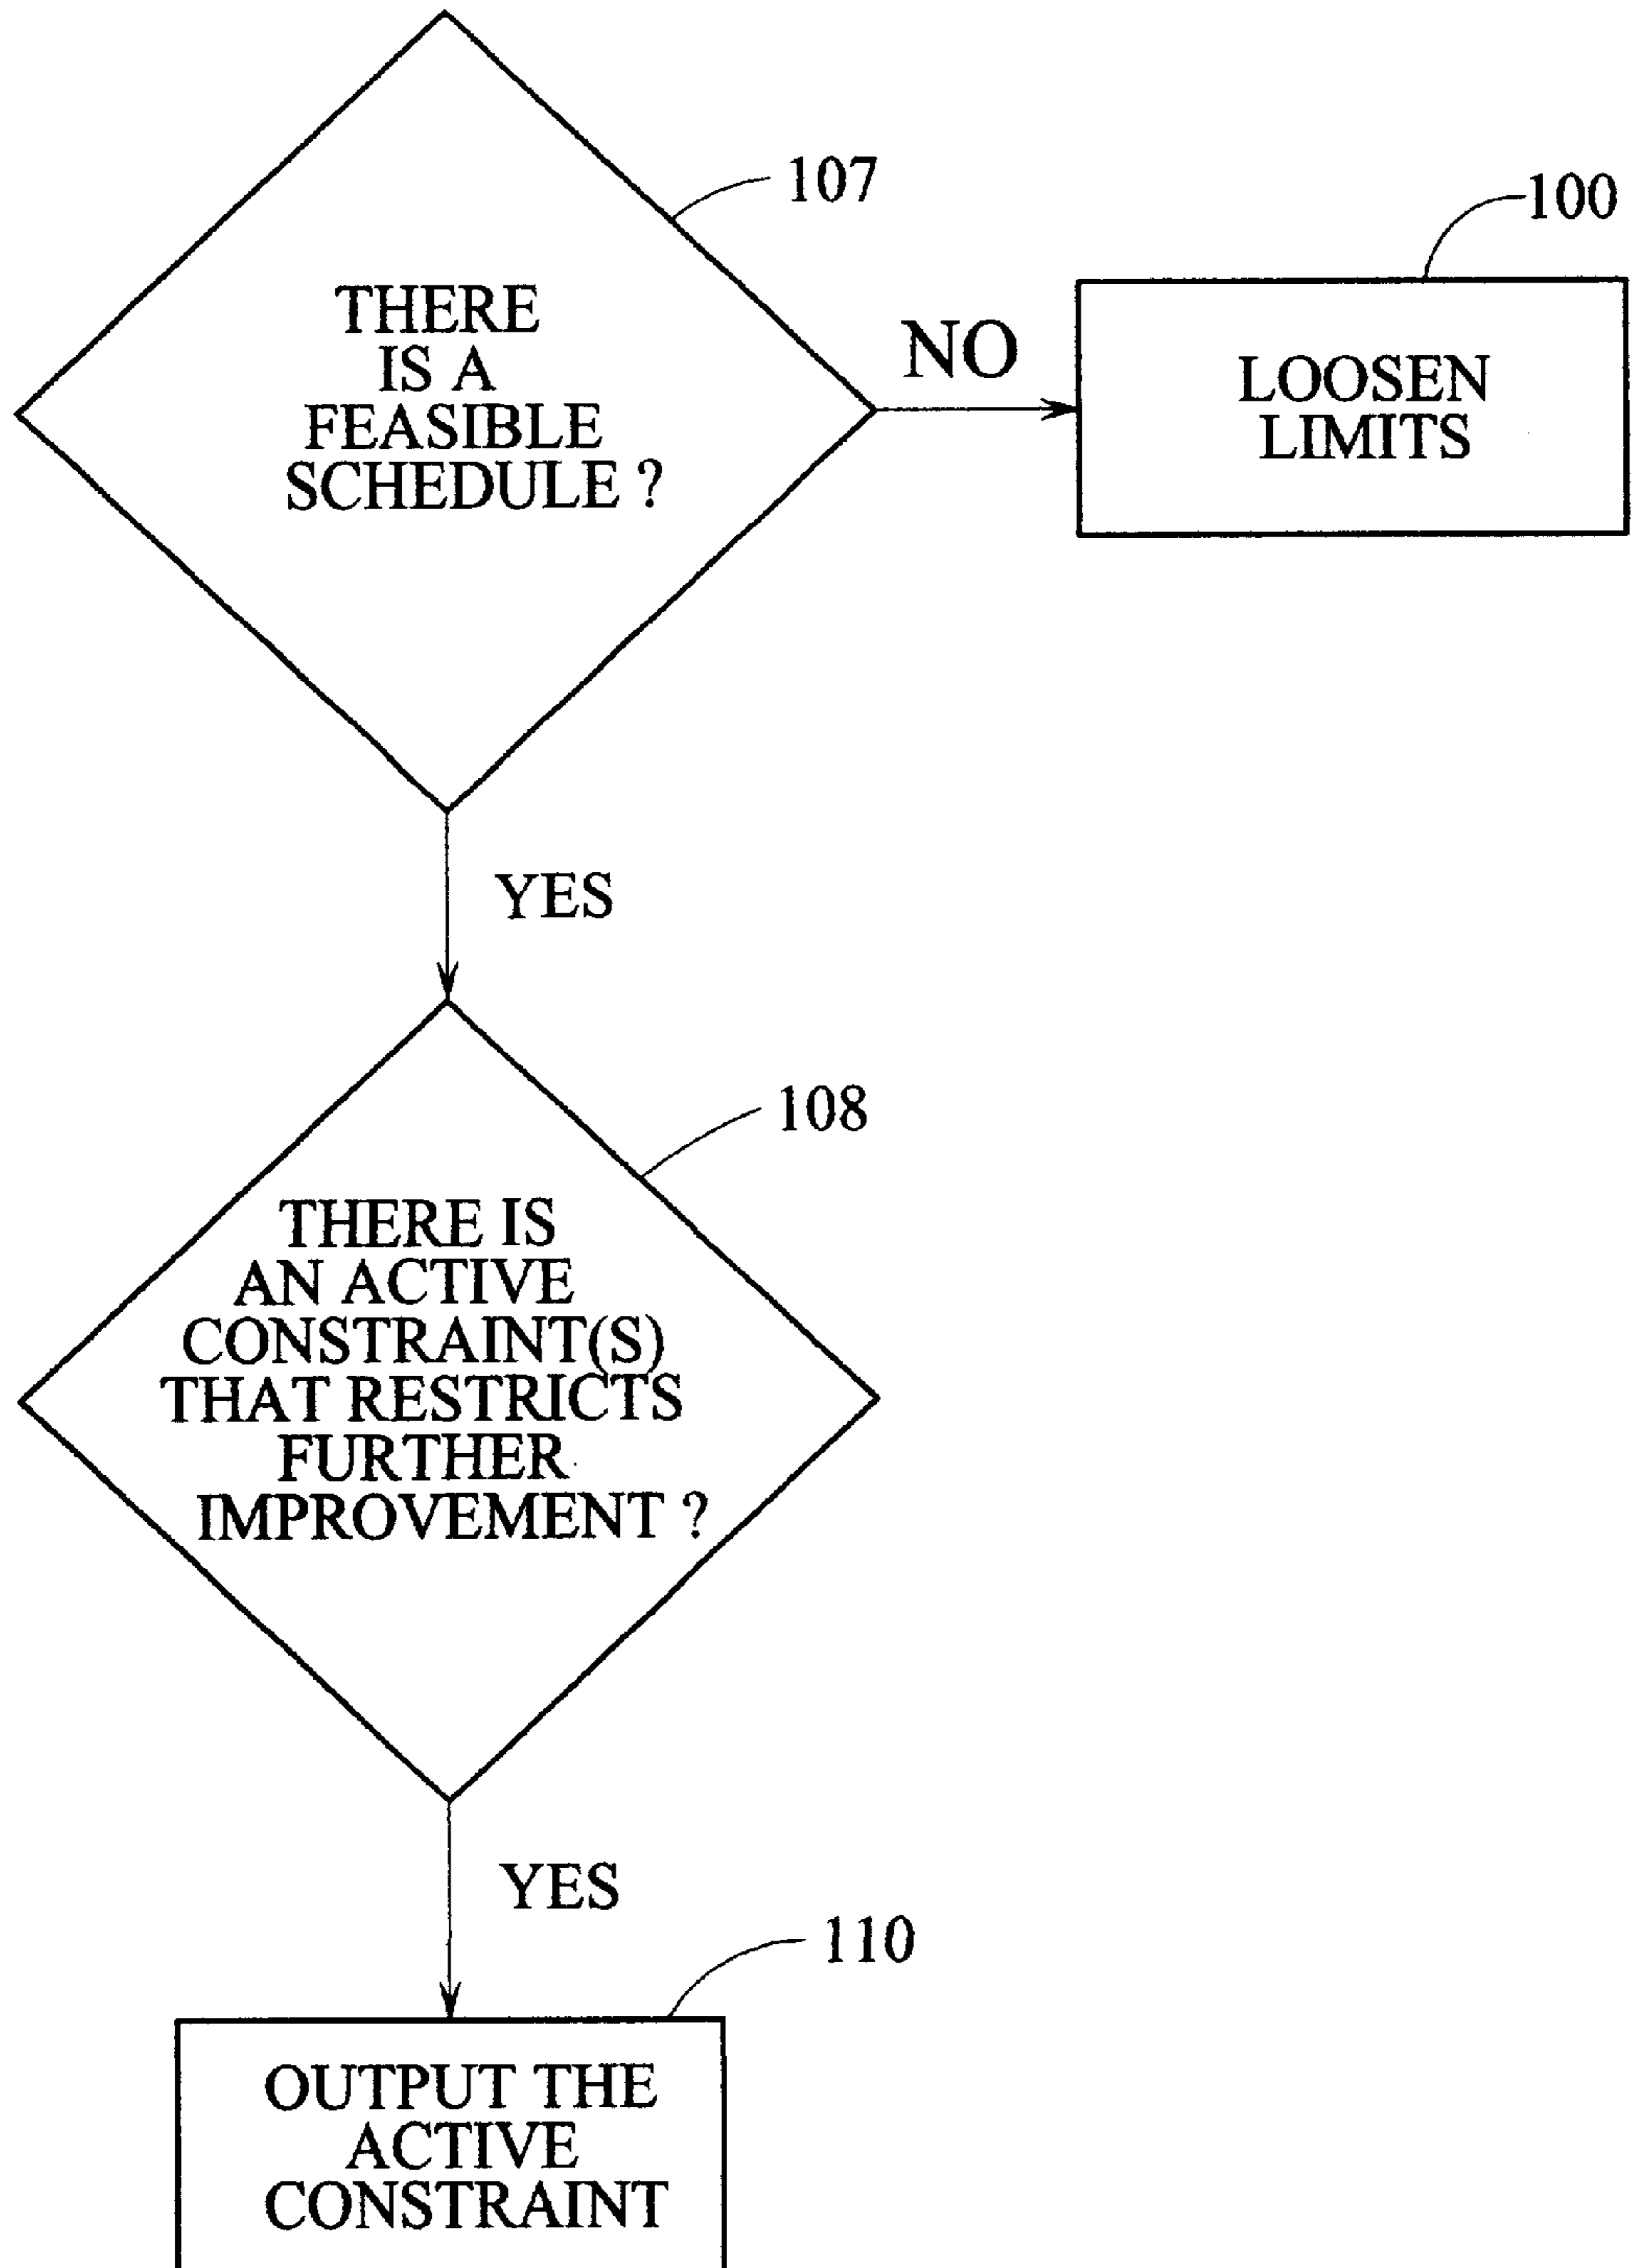 107
100
THERE
IS A
FEASIBLE
SCHEDULE ?
NO
LOOSEN
LIMITS
YES
108
THERE IS
AN ACTIVE
CONSTRAINT(S)
THAT RESTRICTS
FURTHER
IMPROVEMENT ?
YES
110
OUTPUT THE
ACTIVE
CONSTRAINT